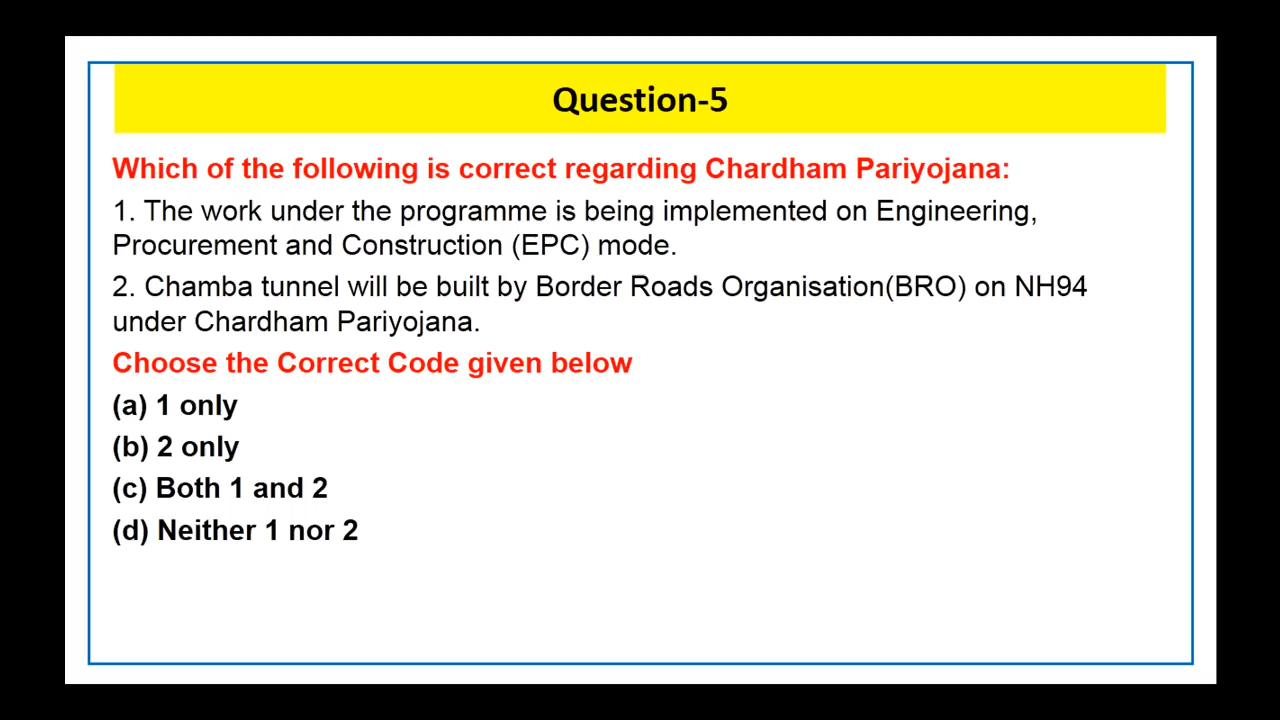 Question-5
Which of the following is correct regarding Chardham Pariyojana:
1. The work under the programme is being implemented on Engineering,
Procurement and Construction (EPC) mode.
2. Chamba tunnel will be built by Border Roads Organisation(BRO) on NH94
under Chardham Pariyojana.
Choose the Correct Code given below
(a) 1 only
(b) 2 only
(c) Both 1 and 2
(d) Neither 1 nor 2